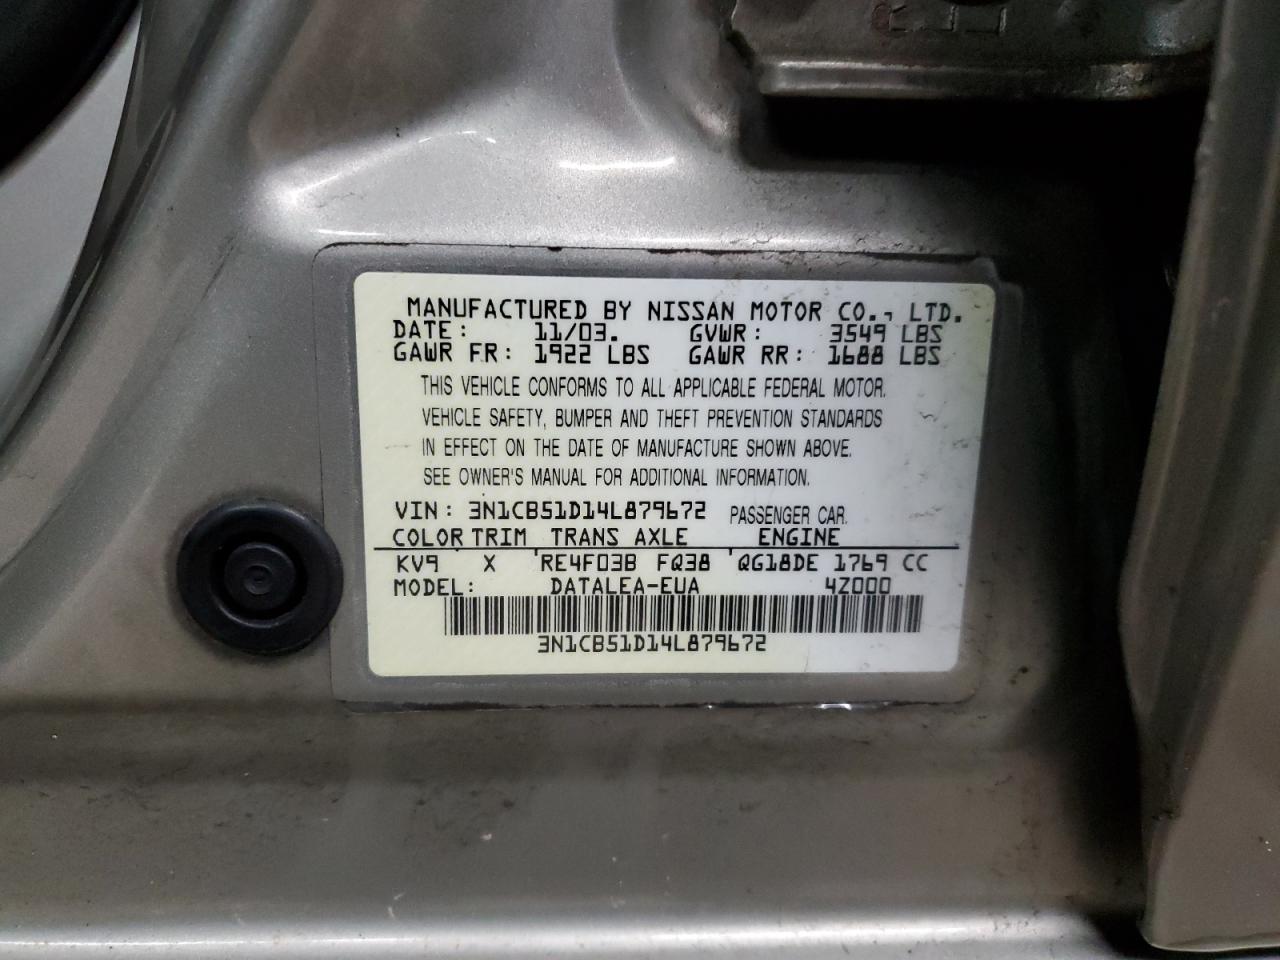 MANUFACTURED BY NISSAN MOTOR CO., LTD.
DATE: 11/03. GVWR: 3549 LBS
GAWR FR: 1922 LBS GAWR RR: 1688 LBS
THIS VEHICLE CONFORMS TO ALL APPLICABLE FEDERAL MOTOR.
VEHICLE SAFETY, BUMPER AND THEFT PREVENTION STANDARDS
IN EFFECT ON THE DATE OF MANUFACTURE SHOWN ABOVE.
SEE OWNER'S MANUAL FOR ADDITIONAL INFORMATION.
VIN: 3N1CB51D14L879672 PASSENGER CAR.
COLOR TRIM TRANS AXLE ENGINE
KV9 X RE4F03B FQ38 QG18DE 1769 CC
MODEL: DATALEA-EUA 4Z000
3N1CB51D14L879672